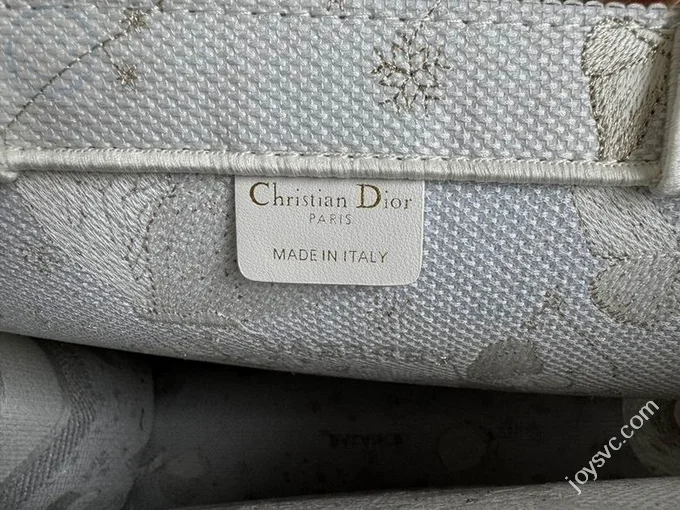 Christian Dior
PARIS
MADE IN ITALY
joysvc.com